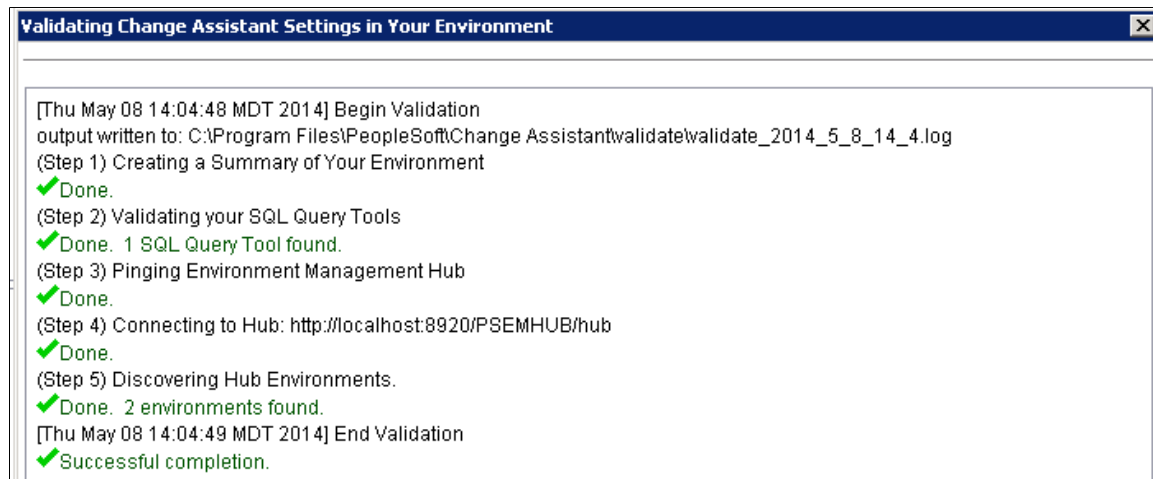 Validating Change Assistant Settings in Your Environment
[Thu May 08 14:04:48 MDT 2014] Begin Validation
output written to: C:\Program Files\PeopleSoft\Change Assistant\validate\validate_2014_5_8_14_4.log
(Step 1) Creating a Summary of Your Environment
Done.
(Step 2) Validating your SQL Query Tools
Done. 1 SQL Query Tool found.
(Step 3) Pinging Environment Management Hub
Done.
(Step 4) Connecting to Hub: http://localhost:8920/PSEMHUB/hub
Done.
(Step 5) Discovering Hub Environments.
Done. 2 environments found.
[Thu May 08 14:04:49 MDT 2014] End Validation
Successful completion.